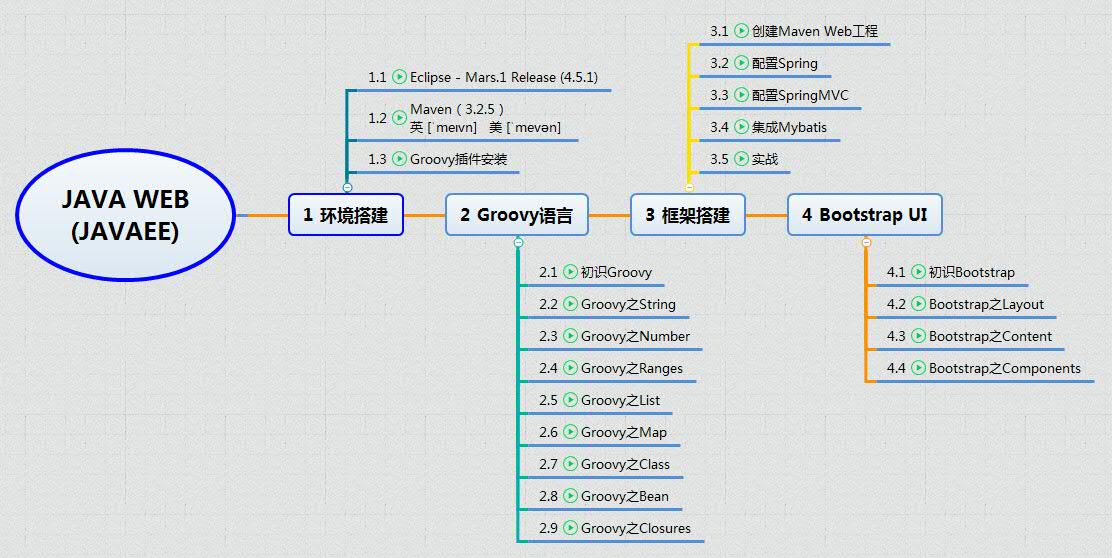 JAVA WEB
(JAVAEE)
1 环境搭建
1.1 Eclipse - Mars.1 Release (4.5.1)
1.2 Maven（3.2.5）
英 [ˈmeɪvn] 美 [ˈmevən]
1.3 Groovy插件安装
2 Groovy语言
2.1 初识Groovy
2.2 Groovy之String
2.3 Groovy之Number
2.4 Groovy之Ranges
2.5 Groovy之List
2.6 Groovy之Map
2.7 Groovy之Class
2.8 Groovy之Bean
2.9 Groovy之Closures
3 框架搭建
3.1 创建Maven Web工程
3.2 配置Spring
3.3 配置SpringMVC
3.4 集成Mybatis
3.5 实战
4 Bootstrap UI
4.1 初识Bootstrap
4.2 Bootstrap之Layout
4.3 Bootstrap之Content
4.4 Bootstrap之Components